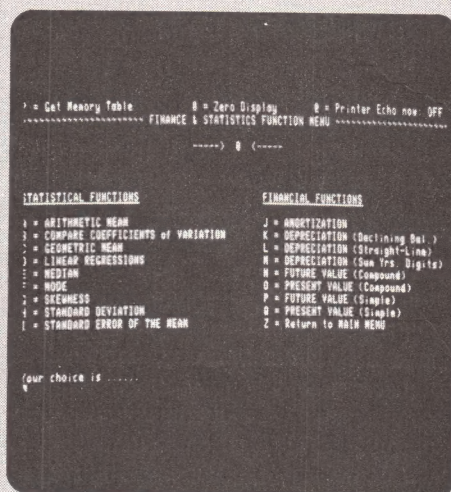 ? = Get Memory Table 0 = Zero Display @ = Printer Echo now: OFF
FINANCE & STATISTICS FUNCTION MENU
-----> 0 <-----
STATISTICAL FUNCTIONS
= ARITHMETIC MEAN
= COMPARE COEFFICIENTS of VARIATION
= GEOMETRIC MEAN
= LINEAR REGRESSIONS
= MEDIAN
= MODE
= SKEWNESS
= STANDARD DEVIATION
= STANDARD ERROR OF THE MEAN
FINANCIAL FUNCTIONS
J = AMORTIZATION
K = DEPRECIATION (Declining Bal.)
L = DEPRECIATION (Straight-Line)
M = DEPRECIATION (Sum Yrs. Digits)
N = FUTURE VALUE (Compound)
O = PRESENT VALUE (Compound)
P = FUTURE VALUE (Simple)
Q = PRESENT VALUE (Simple)
Z = Return to MAIN MENU
Your choice is ......